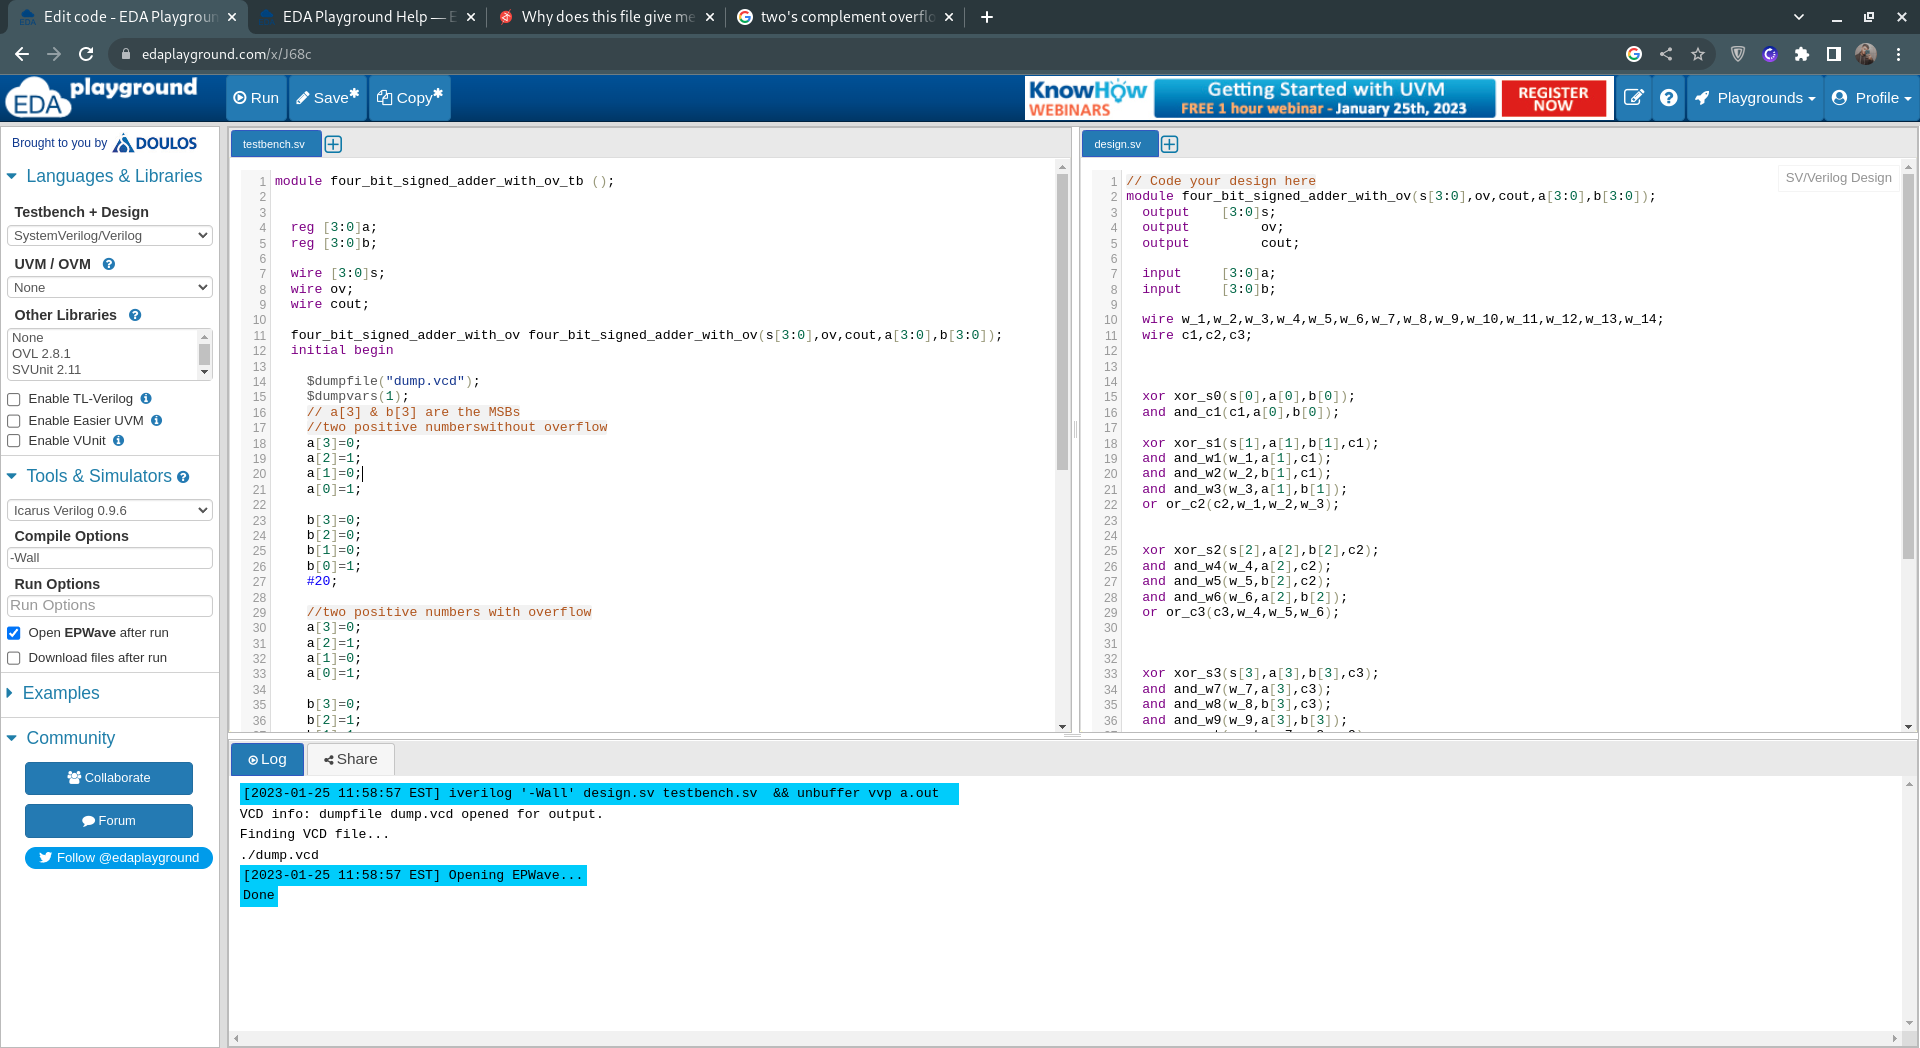 Edit code - EDA Playgroun
EDA Playground Help — E
Why does this file give me
two's complement overflo
edaplayground.com/x/J68c
EDA playground
Run
Save*
Copy*
KnowHow WEBINARS
Getting Started with UVM
FREE 1 hour webinar - January 25th, 2023
REGISTER NOW
Playgrounds
Profile
Brought to you by DOULOS
Languages & Libraries
Testbench + Design
SystemVerilog/Verilog
UVM / OVM
None
Other Libraries
None
OVL 2.8.1
SVUnit 2.11
Enable TL-Verilog
Enable Easier UVM
Enable VUnit
Tools & Simulators
Icarus Verilog 0.9.6
Compile Options
-Wall
Run Options
Run Options
Open EPWave after run
Download files after run
Examples
Community
Collaborate
Forum
Follow @edaplayground
testbench.sv
1 module four_bit_signed_adder_with_ov_tb ();
2
3
4 reg [3:0]a;
5 reg [3:0]b;
6
7 wire [3:0]s;
8 wire ov;
9 wire cout;
10
11 four_bit_signed_adder_with_ov four_bit_signed_adder_with_ov(s[3:0],ov,cout,a[3:0],b[3:0]);
12 initial begin
13
14 $dumpfile("dump.vcd");
15 $dumpvars(1);
16 // a[3] & b[3] are the MSBs
17 //two positive numberswithout overflow
18 a[3]=0;
19 a[2]=1;
20 a[1]=0;
21 a[0]=1;
22
23 b[3]=0;
24 b[2]=0;
25 b[1]=0;
26 b[0]=1;
27 #20;
28
29 //two positive numbers with overflow
30 a[3]=0;
31 a[2]=1;
32 a[1]=0;
33 a[0]=1;
34
35 b[3]=0;
36 b[2]=1;
design.sv
SV/Verilog Design
1 // Code your design here
2 module four_bit_signed_adder_with_ov(s[3:0],ov,cout,a[3:0],b[3:0]);
3 output [3:0]s;
4 output ov;
5 output cout;
6
7 input [3:0]a;
8 input [3:0]b;
9
10 wire w_1,w_2,w_3,w_4,w_5,w_6,w_7,w_8,w_9,w_10,w_11,w_12,w_13,w_14;
11 wire c1,c2,c3;
12
13
14
15 xor xor_s0(s[0],a[0],b[0]);
16 and and_c1(c1,a[0],b[0]);
17
18 xor xor_s1(s[1],a[1],b[1],c1);
19 and and_w1(w_1,a[1],c1);
20 and and_w2(w_2,b[1],c1);
21 and and_w3(w_3,a[1],b[1]);
22 or or_c2(c2,w_1,w_2,w_3);
23
24
25 xor xor_s2(s[2],a[2],b[2],c2);
26 and and_w4(w_4,a[2],c2);
27 and and_w5(w_5,b[2],c2);
28 and and_w6(w_6,a[2],b[2]);
29 or or_c3(c3,w_4,w_5,w_6);
30
31
32
33 xor xor_s3(s[3],a[3],b[3],c3);
34 and and_w7(w_7,a[3],c3);
35 and and_w8(w_8,b[3],c3);
36 and and_w9(w_9,a[3],b[3]);
Log
Share
[2023-01-25 11:58:57 EST] iverilog '-Wall' design.sv testbench.sv && unbuffer vvp a.out
VCD info: dumpfile dump.vcd opened for output.
Finding VCD file...
./dump.vcd
[2023-01-25 11:58:57 EST] Opening EPWave...
Done